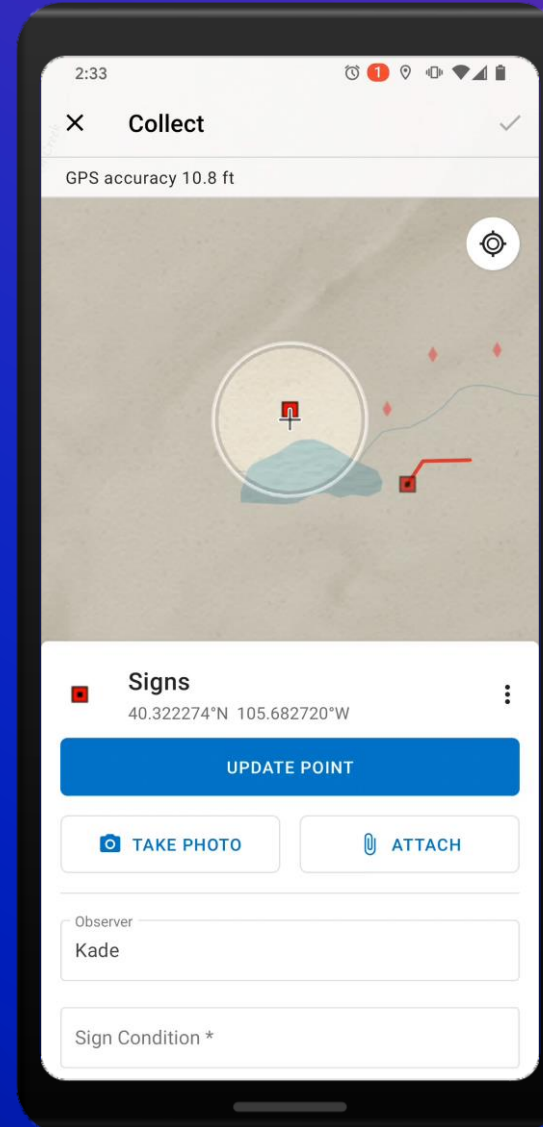 2:33
1
Collect
GPS accuracy 10.8 ft
Signs
40.322274°N 105.682720°W
UPDATE POINT
TAKE PHOTO
ATTACH
Observer
Kade
Sign Condition *